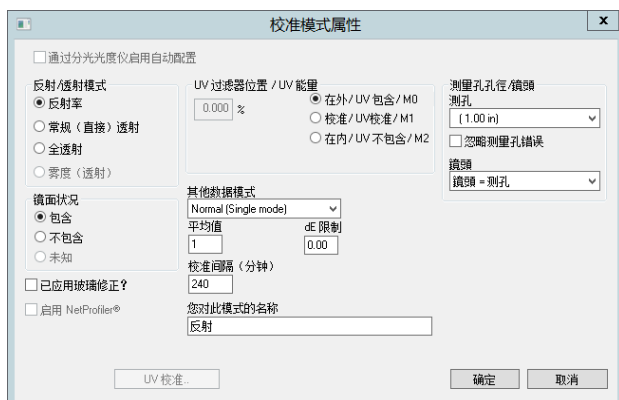 校准模式属性
x
通过分光光度仪启用自动配置
反射/透射模式
反射率
常规（直接）透射
全透射
雾度（透射）
镜面状况
包含
不包含
未知
已应用玻璃修正?
启用 NetProfiler®
UV 过滤器位置 / UV 能量
0.000 %
在外/ UV 包含/ M0
校准/ UV校准/ M1
在内/ UV 不包含/ M2
其他数据模式
Normal (Single mode)
平均值 dE 限制
1 0.00
校准间隔（分钟）
240
您对此模式的名称
反射
测量孔孔径/镜頭
测孔
(1.00 in)
忽略测量孔错误
鏡頭
鏡頭 = 测孔
UV 校准..
确定 取消